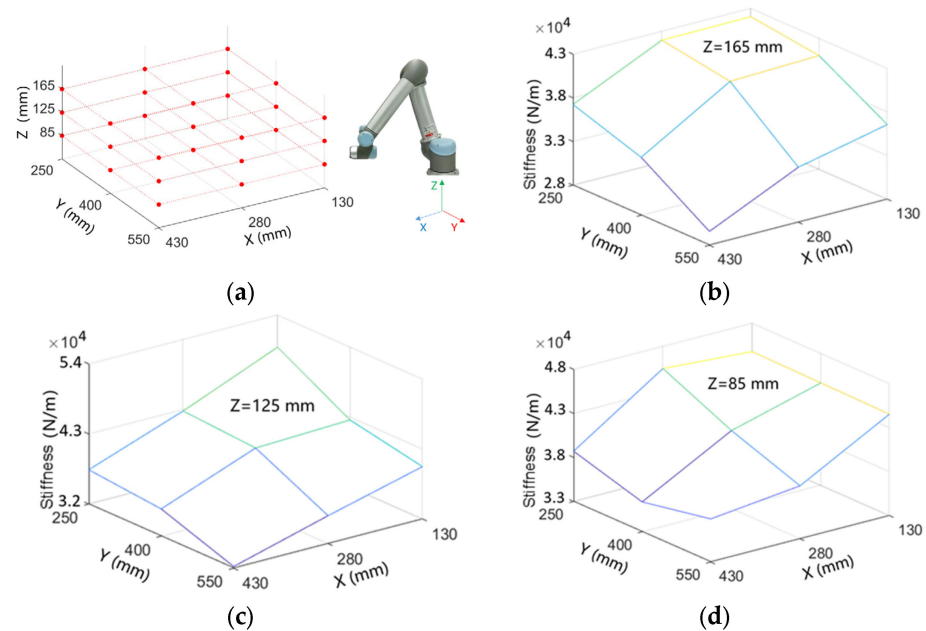 Z (mm)
165
125
85
250
400
550
Y (mm)
430
280
130
X (mm)
Z
X
Y
(a)
×10⁴
Stiffness (N/m)
4.3
3.8
3.3
2.8
Z=165 mm
250
400
550
Y (mm)
430
280
130
X (mm)
(b)
×10⁴
Stiffness (N/m)
5.4
4.3
3.2
Z=125 mm
250
400
550
Y (mm)
430
280
130
X (mm)
(c)
×10⁴
Stiffness (N/m)
4.8
4.3
3.8
3.3
Z=85 mm
250
400
550
Y (mm)
430
280
130
X (mm)
(d)